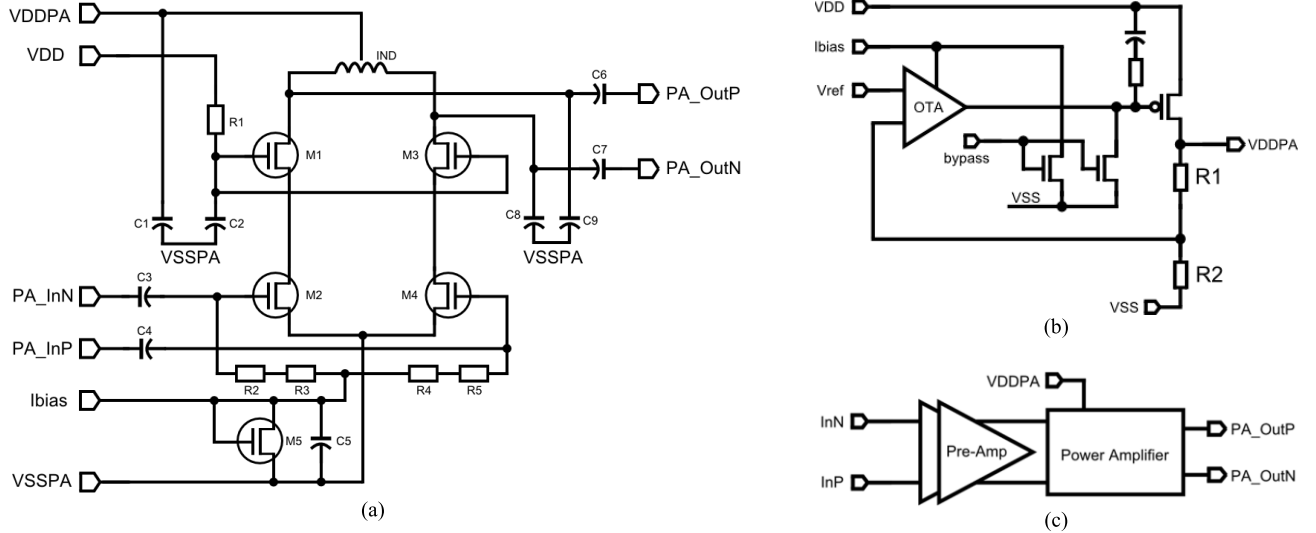 VDDPA
VDD
IND
R1
M1
M3
C6
PA_OutP
C7
PA_OutN
C1
C2
VSSPA
C8
C9
VSSPA
PA_InN
C3
M2
M4
PA_InP
C4
R2
R3
R4
R5
Ibias
M5
C5
VSSPA
(a)
VDD
Ibias
Vref
OTA
bypass
VSS
VDDPA
R1
R2
VSS
(b)
VDDPA
InN
InP
Pre-Amp
Power Amplifier
PA_OutP
PA_OutN
(c)